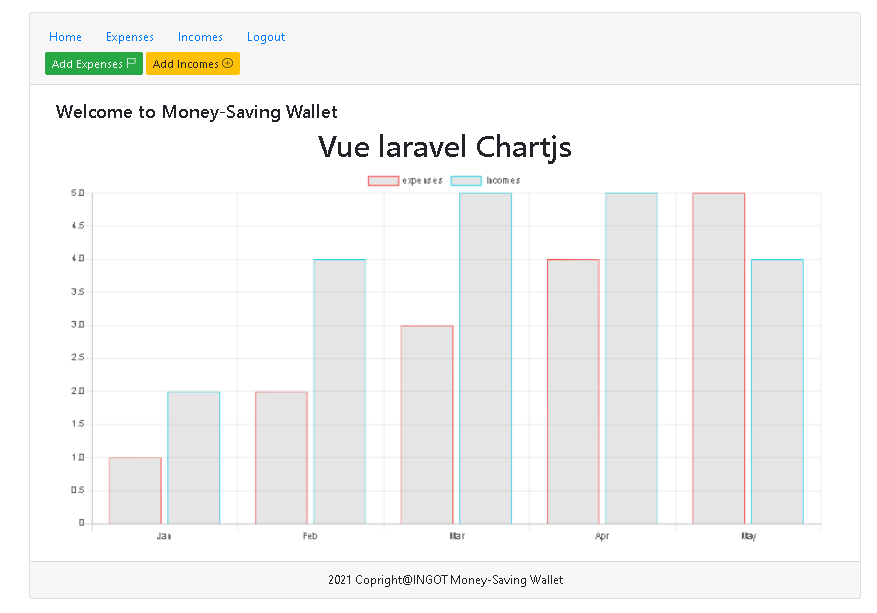 Home Expenses Incomes Logout
Add Expenses Add Incomes
Welcome to Money-Saving Wallet
Vue laravel Chartjs
expenses incomes
5.0
4.5
4.0
3.5
3.0
2.5
2.0
1.5
1.0
0.5
0
Jan Feb Mar Apr May
2021 Copright@INGOT Money-Saving Wallet